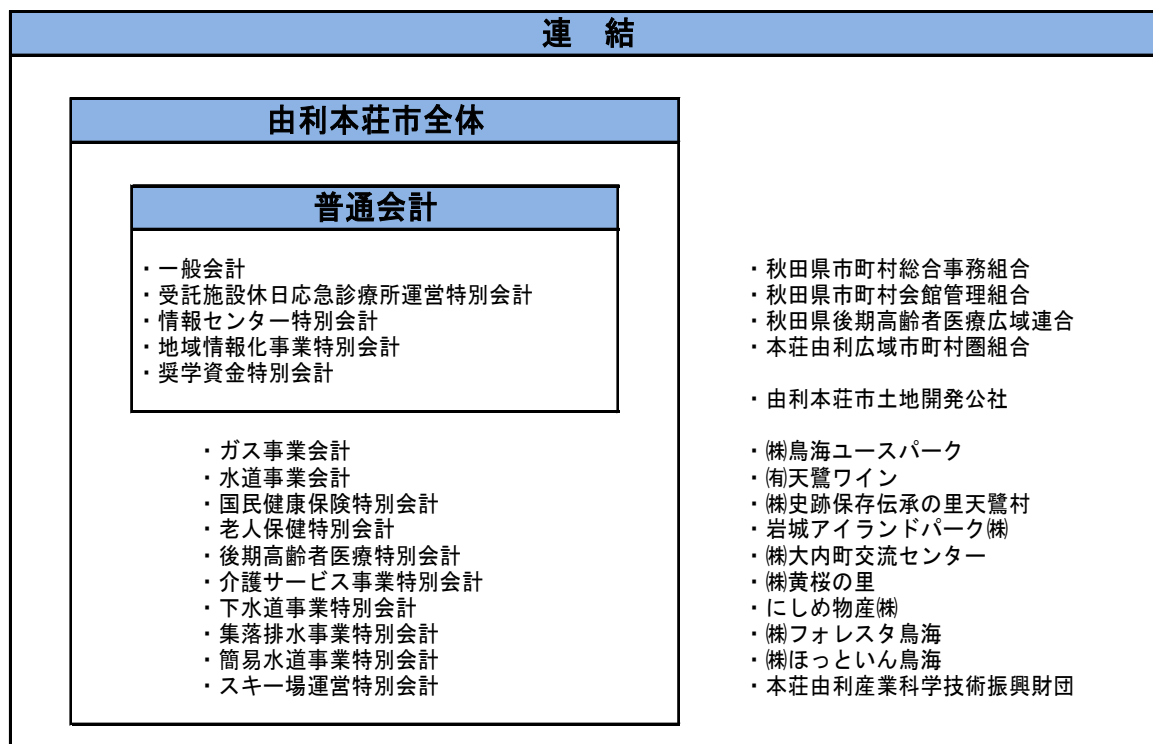 連　結
由利本荘市全体
普通会計
・一般会計
・受託施設休日応急診療所運営特別会計
・情報センター特別会計
・地域情報化事業特別会計
・奨学資金特別会計
・ガス事業会計
・水道事業会計
・国民健康保険特別会計
・老人保健特別会計
・後期高齢者医療特別会計
・介護サービス事業特別会計
・下水道事業特別会計
・集落排水事業特別会計
・簡易水道事業特別会計
・スキー場運営特別会計
・秋田県市町村総合事務組合
・秋田県市町村会館管理組合
・秋田県後期高齢者医療広域連合
・本荘由利広域市町村圏組合
・由利本荘市土地開発公社
・㈱鳥海ユースパーク
・㈲天鷺ワイン
・㈱史跡保存伝承の里天鷺村
・岩城アイランドパーク㈱
・㈱大内町交流センター
・㈱黄桜の里
・にしめ物産㈱
・㈱フォレスタ鳥海
・㈱ほっといん鳥海
・本荘由利産業科学技術振興財団